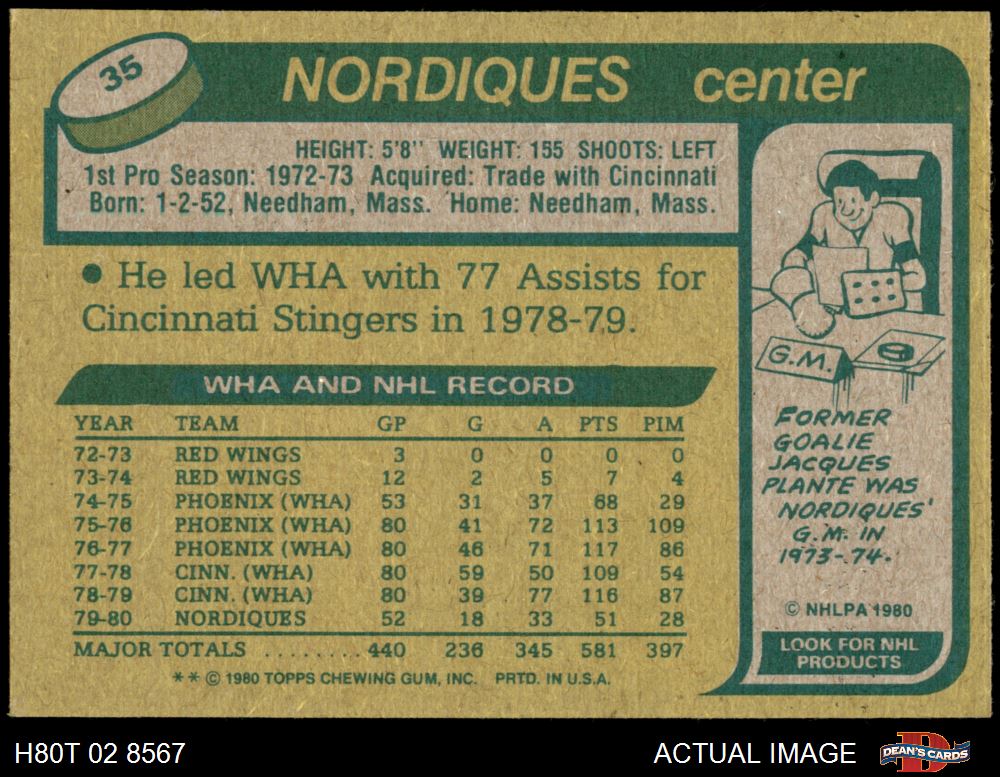 35
NORDIQUES center
HEIGHT: 5'8" WEIGHT: 155 SHOOTS: LEFT
1st Pro Season: 1972-73 Acquired: Trade with Cincinnati
Born: 1-2-52, Needham, Mass. Home: Needham, Mass.
• He led WHA with 77 Assists for
Cincinnati Stingers in 1978-79.
WHA AND NHL RECORD
YEAR TEAM GP G A PTS PIM
72-73 RED WINGS 3 0 0 0 0
73-74 RED WINGS 12 2 5 7 4
74-75 PHOENIX (WHA) 53 31 37 68 29
75-76 PHOENIX (WHA) 80 41 72 113 109
76-77 PHOENIX (WHA) 80 46 71 117 86
77-78 CINN. (WHA) 80 59 50 109 54
78-79 CINN. (WHA) 80 39 77 116 87
79-80 NORDIQUES 52 18 33 51 28
MAJOR TOTALS ........ 440 236 345 581 397
** © 1980 TOPPS CHEWING GUM, INC. PRTD. IN U.S.A.
G.M.
FORMER
GOALIE
JACQUES
PLANTE WAS
NORDIQUES'
G.M. IN
1973-74.
© NHLPA 1980
LOOK FOR NHL
PRODUCTS
H80T 02 8567
ACTUAL IMAGE
DEAN'S CARDS